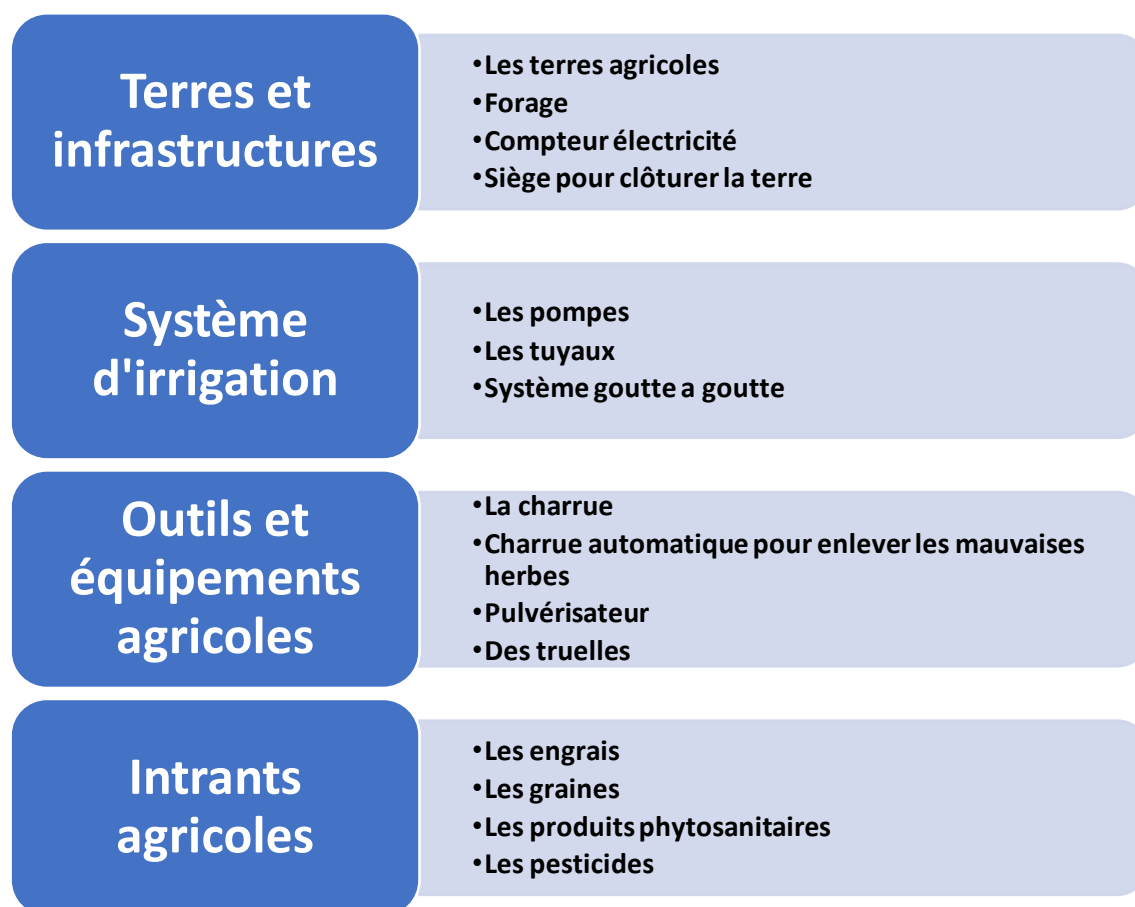 Terres et
infrastructures
•Les terres agricoles
•Forage
•Compteur électricité
•Siège pour clôturer la terre
Système
d'irrigation
•Les pompes
•Les tuyaux
•Système goutte a goutte
Outils et
équipements
agricoles
•La charrue
•Charrue automatique pour enlever les mauvaises
herbes
•Pulvérisateur
•Des truelles
Intrants
agricoles
•Les engrais
•Les graines
•Les produits phytosanitaires
•Les pesticides